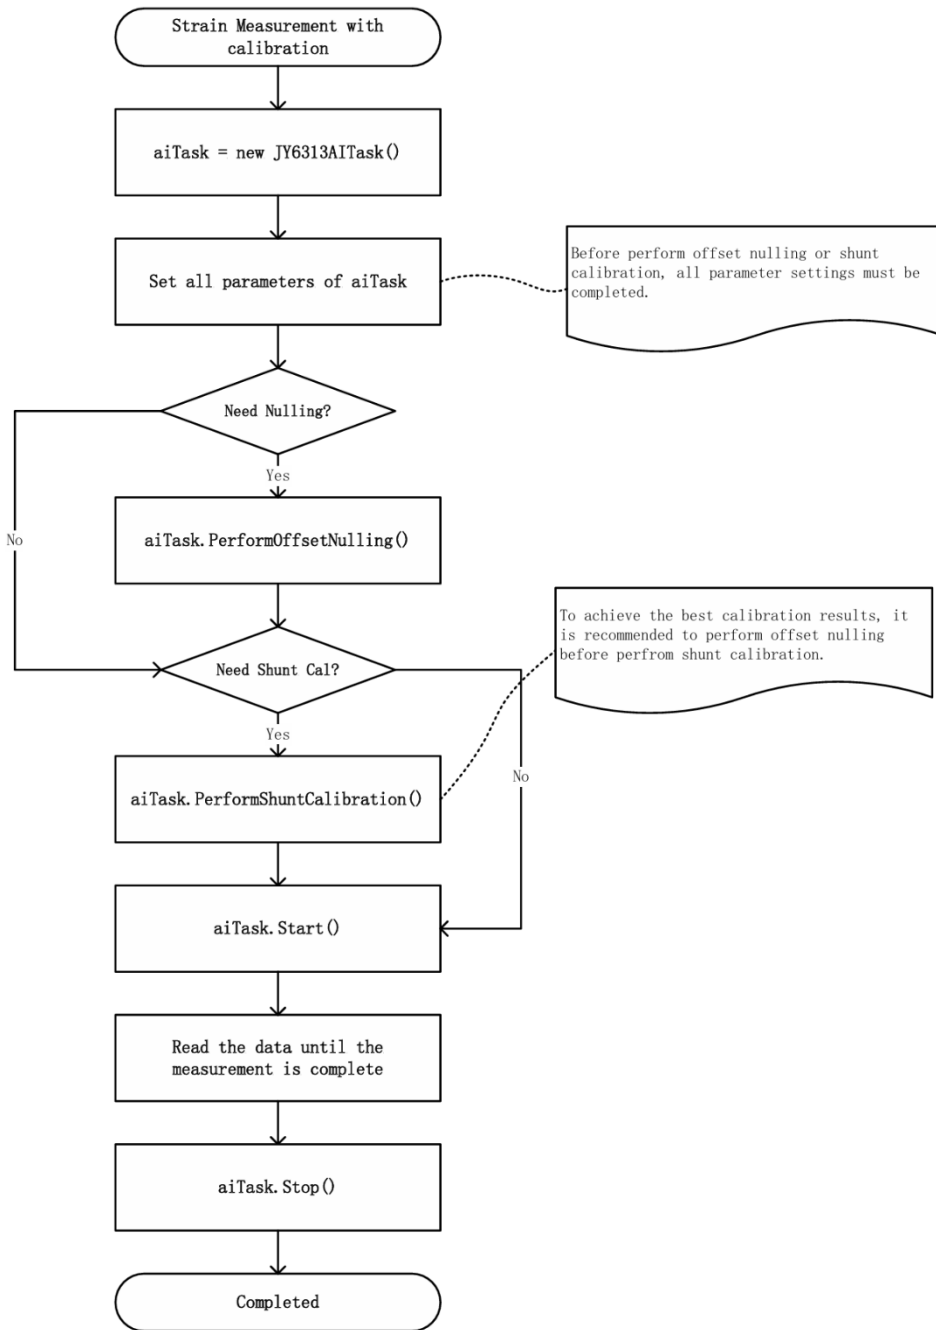 Strain Measurement with
calibration
aiTask = new JY6313AITask()
Set all parameters of aiTask
Before perform offset nulling or shunt
calibration, all parameter settings must be
completed.
Need Nulling?
Yes
No
aiTask.PerformOffsetNulling()
To achieve the best calibration results, it
is recommended to perform offset nulling
before perfrom shunt calibration.
Need Shunt Cal?
Yes
No
aiTask.PerformShuntCalibration()
aiTask.Start()
Read the data until the
measurement is complete
aiTask.Stop()
Completed